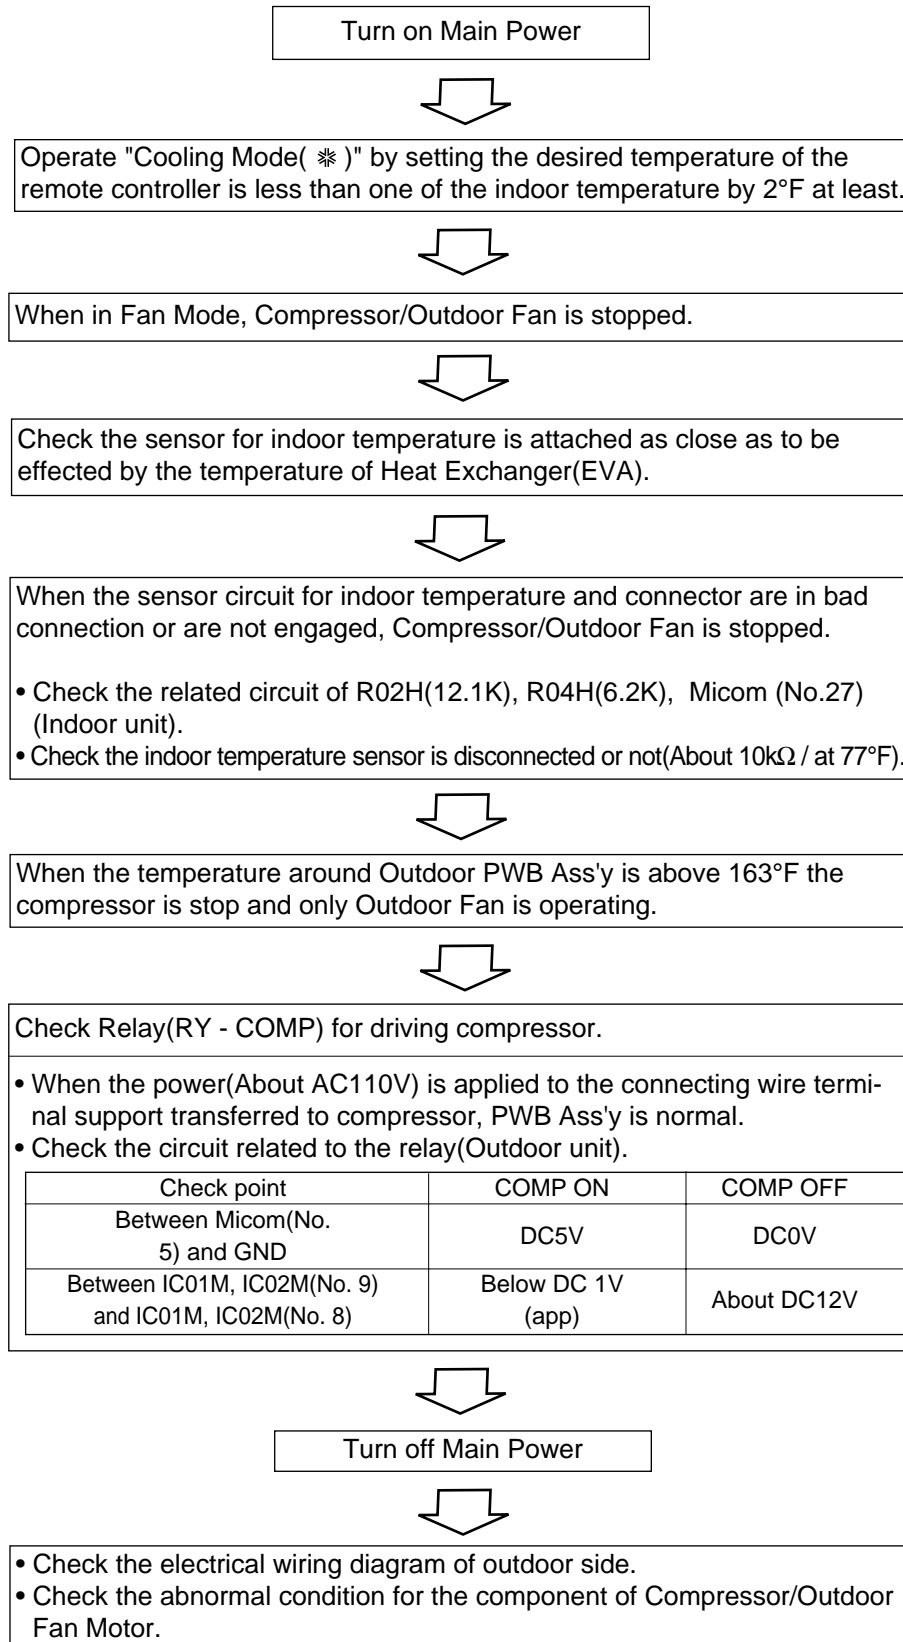 Turn on Main Power
Operate "Cooling Mode( ❋ )" by setting the desired temperature of the
remote controller is less than one of the indoor temperature by 2°F at least.
When in Fan Mode, Compressor/Outdoor Fan is stopped.
Check the sensor for indoor temperature is attached as close as to be
effected by the temperature of Heat Exchanger(EVA).
When the sensor circuit for indoor temperature and connector are in bad
connection or are not engaged, Compressor/Outdoor Fan is stopped.
• Check the related circuit of R02H(12.1K), R04H(6.2K), Micom (No.27)
(Indoor unit).
• Check the indoor temperature sensor is disconnected or not(About 10kΩ / at 77°F).
When the temperature around Outdoor PWB Ass'y is above 163°F the
compressor is stop and only Outdoor Fan is operating.
Check Relay(RY - COMP) for driving compressor.
• When the power(About AC110V) is applied to the connecting wire termi-
nal support transferred to compressor, PWB Ass'y is normal.
• Check the circuit related to the relay(Outdoor unit).
Check point COMP ON COMP OFF
Between Micom(No.
5) and GND DC5V DC0V
Between IC01M, IC02M(No. 9)
and IC01M, IC02M(No. 8) Below DC 1V
(app) About DC12V
Turn off Main Power
• Check the electrical wiring diagram of outdoor side.
• Check the abnormal condition for the component of Compressor/Outdoor
Fan Motor.